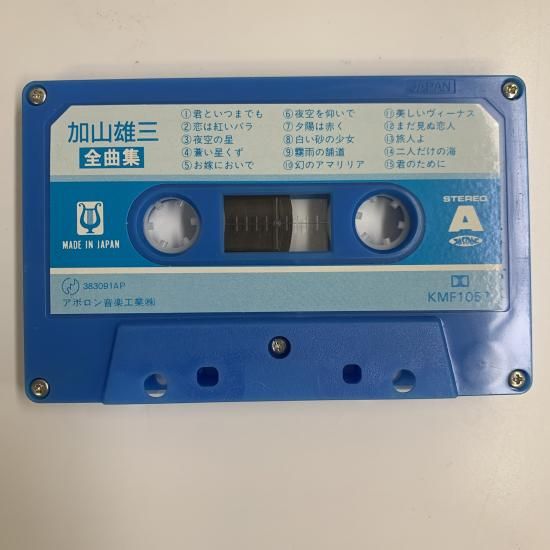 JAPAN
加山雄三
全曲集
①君といつまでも
②恋は紅いバラ
③夜空の星
④蒼い星くず
⑤お嫁においで
⑥夜空を仰いで
⑦夕陽は赤く
⑧白い砂の少女
⑨霧雨の舗道
⑩幻のアマリリア
⑪美しいヴィーナス
⑫まだ見ぬ恋人
⑬旅人よ
⑭二人だけの海
⑮君のために
MADE IN JAPAN
STEREO
A
383091AP
アポロン音楽工業㈱
KMF105